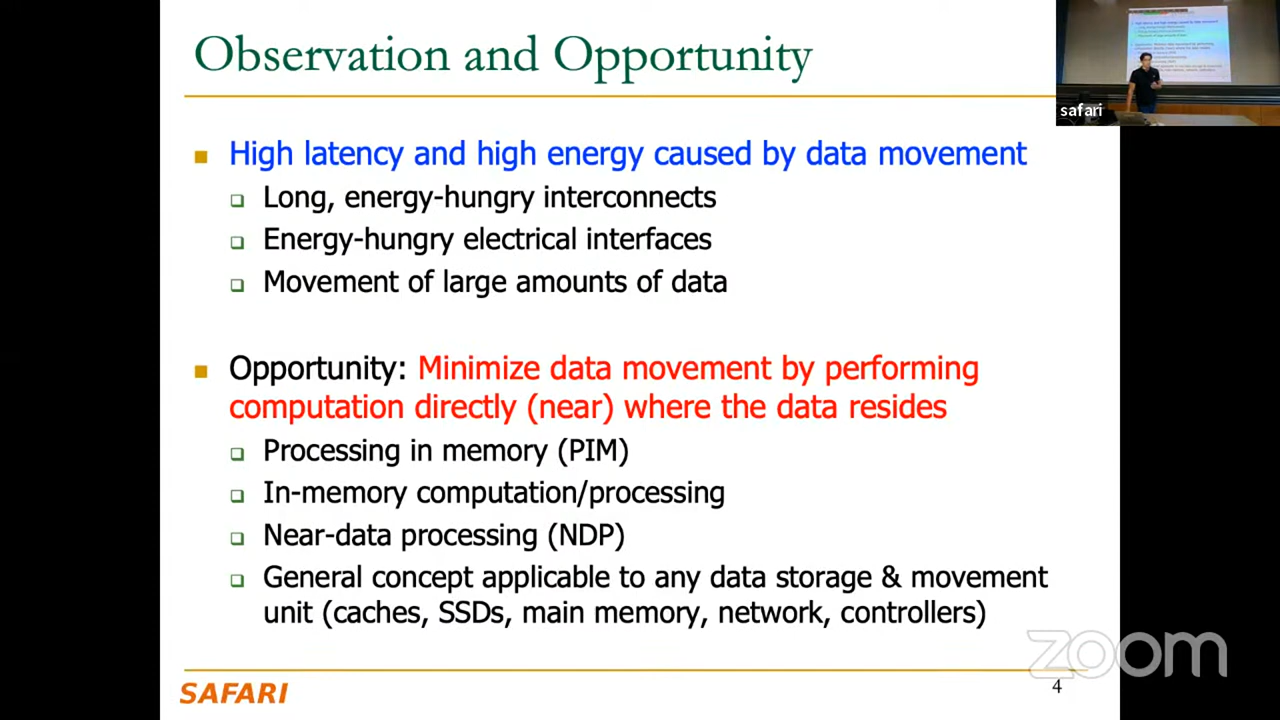 Observation and Opportunity
safari
High latency and high energy caused by data movement
Long, energy-hungry interconnects
Energy-hungry electrical interfaces
Movement of large amounts of data
Opportunity: Minimize data movement by performing
computation directly (near) where the data resides
Processing in memory (PIM)
In-memory computation/processing
Near-data processing (NDP)
General concept applicable to any data storage & movement
unit (caches, SSDs, main memory, network, controllers)
zoom
SAFARI
4